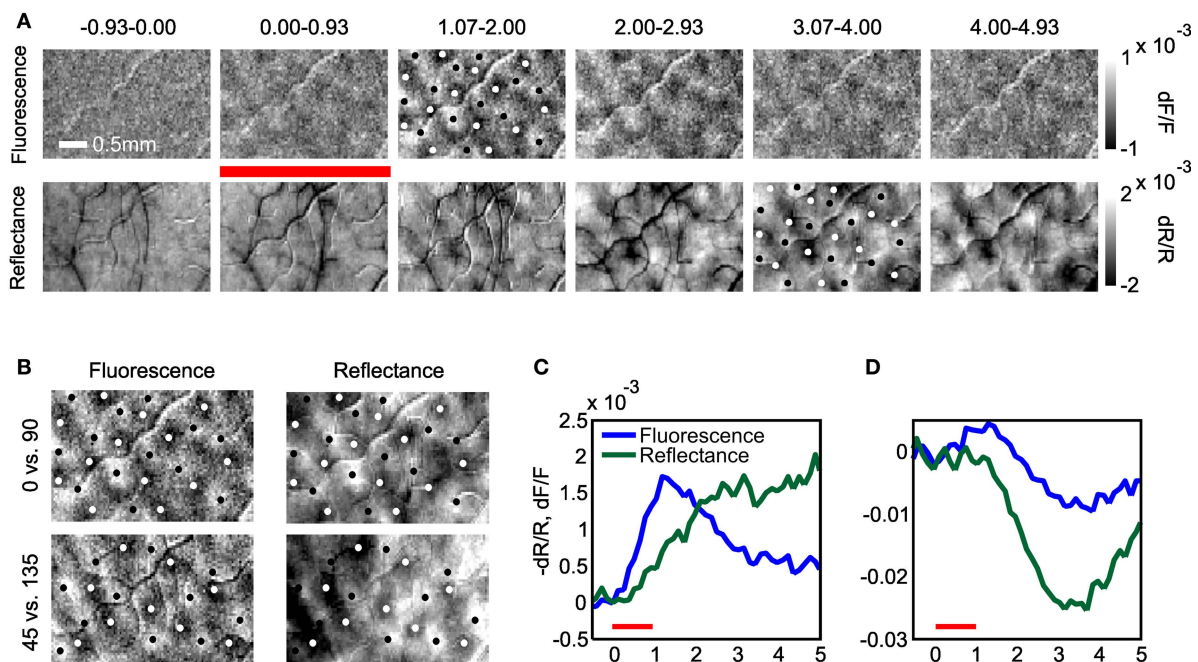 A
-0.93-0.00 0.00-0.93 1.07-2.00 2.00-2.93 3.07-4.00 4.00-4.93
Fluorescence
0.5mm
x 10-3
1
dF/F
-1
Reflectance
x 10-3
2
dR/R
-2
B
Fluorescence Reflectance
0 vs. 90
45 vs. 135
C
x 10-3
-dR/R, dF/F
2.5
2
1.5
1
0.5
0
-0.5
Fluorescence
Reflectance
0 1 2 3 4 5
D
0
-0.01
-0.02
-0.03
0 1 2 3 4 5